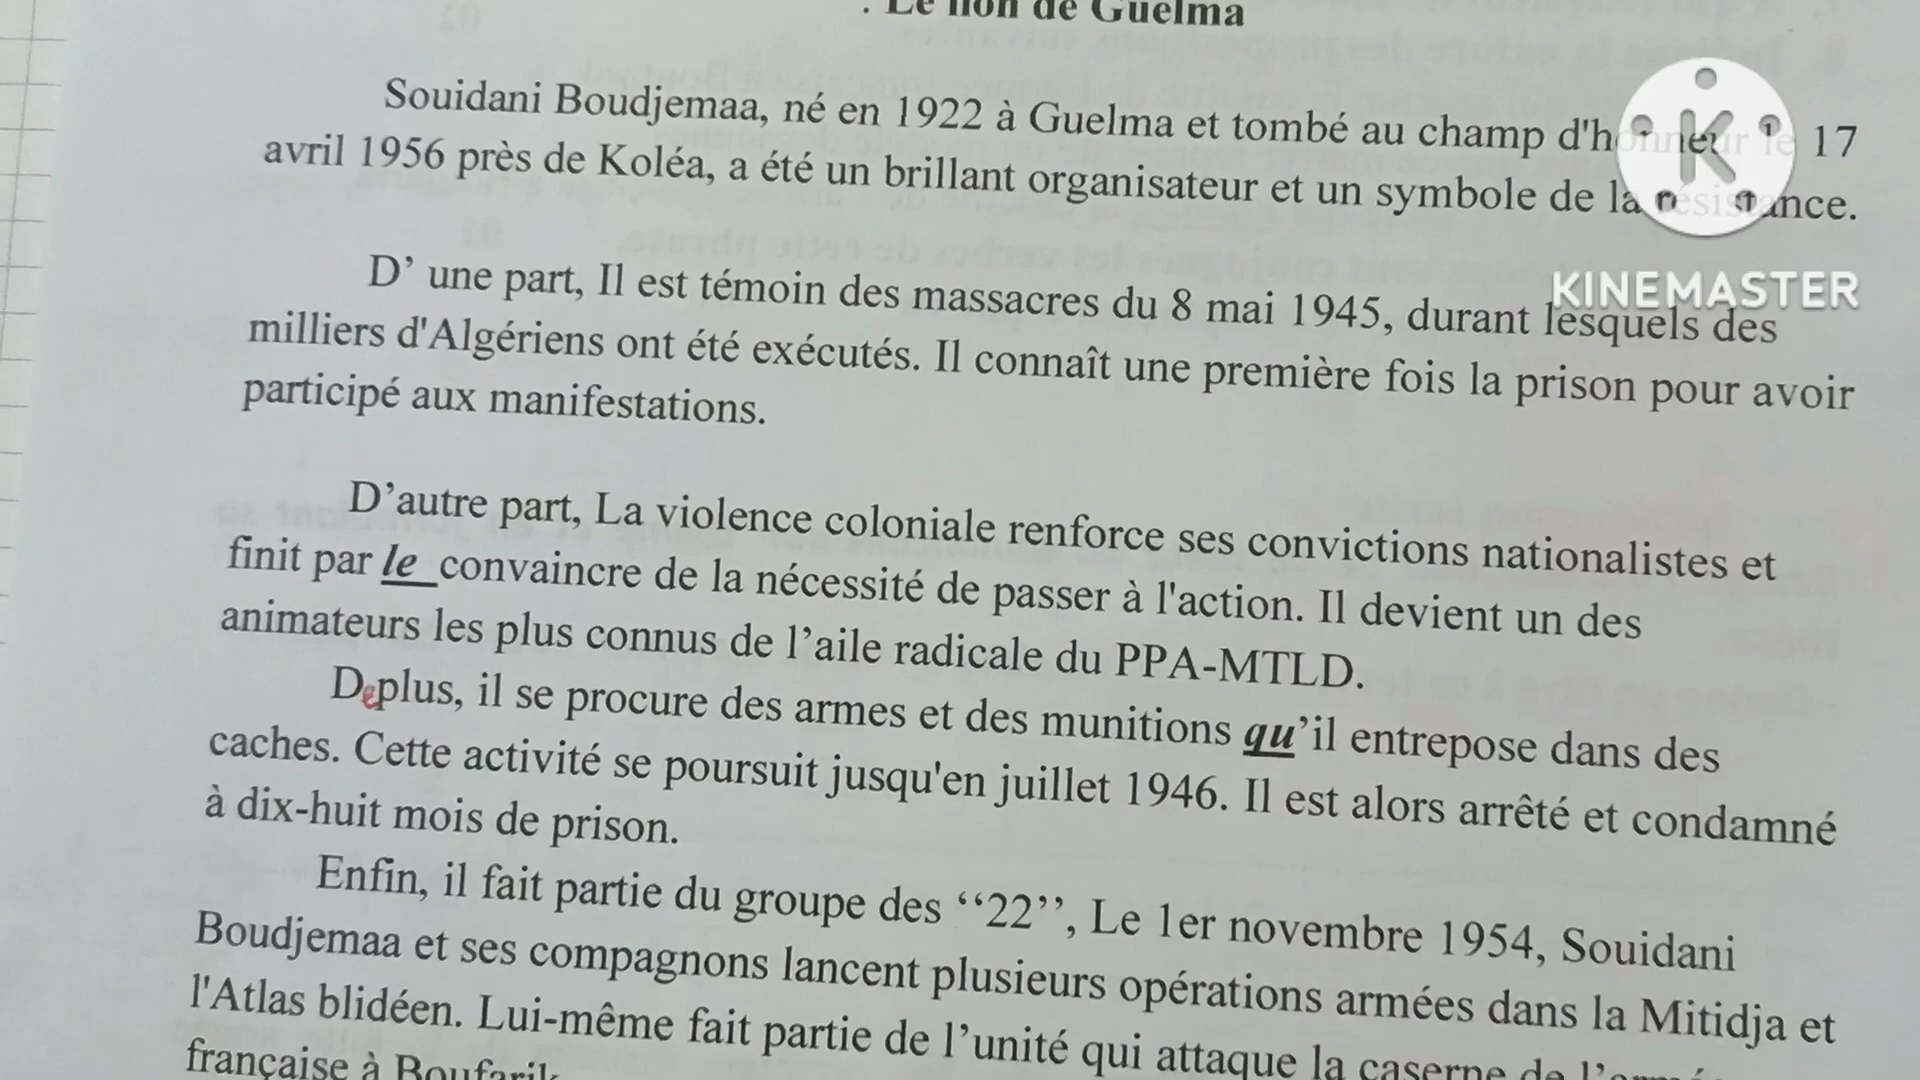 . Le lion de Guelma
Souidani Boudjemaa, né en 1922 à Guelma et tombé au champ d'honneur le 17
avril 1956 près de Koléa, a été un brillant organisateur et un symbole de la résistance.
KINEMASTER
D’ une part, Il est témoin des massacres du 8 mai 1945, durant lesquels des
milliers d'Algériens ont été exécutés. Il connaît une première fois la prison pour avoir
participé aux manifestations.
D’autre part, La violence coloniale renforce ses convictions nationalistes et
finit par le convaincre de la nécessité de passer à l'action. Il devient un des
animateurs les plus connus de l’aile radicale du PPA-MTLD.
De plus, il se procure des armes et des munitions qu’il entrepose dans des
caches. Cette activité se poursuit jusqu'en juillet 1946. Il est alors arrêté et condamné
à dix-huit mois de prison.
Enfin, il fait partie du groupe des ‘‘22’’, Le 1er novembre 1954, Souidani
Boudjemaa et ses compagnons lancent plusieurs opérations armées dans la Mitidja et
l'Atlas blidéen. Lui-même fait partie de l’unité qui attaque la caserne de l’armée
française à Boufarik